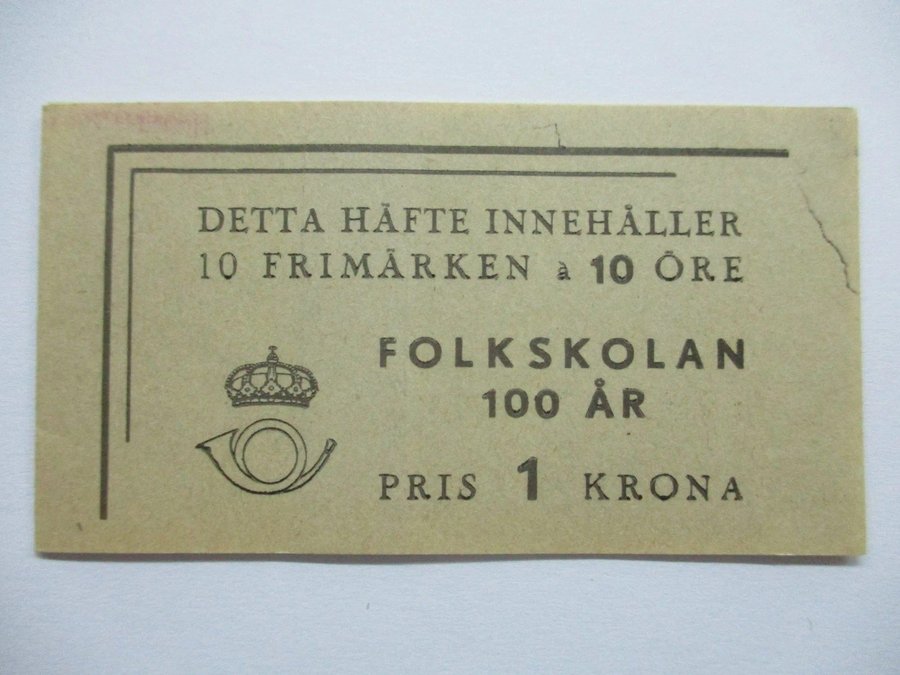 DETTA HÄFTE INNEHÅLLER
10 FRIMÄRKEN à 10 ÖRE
FOLKSKOLAN
100 ÅR
PRIS 1 KRONA